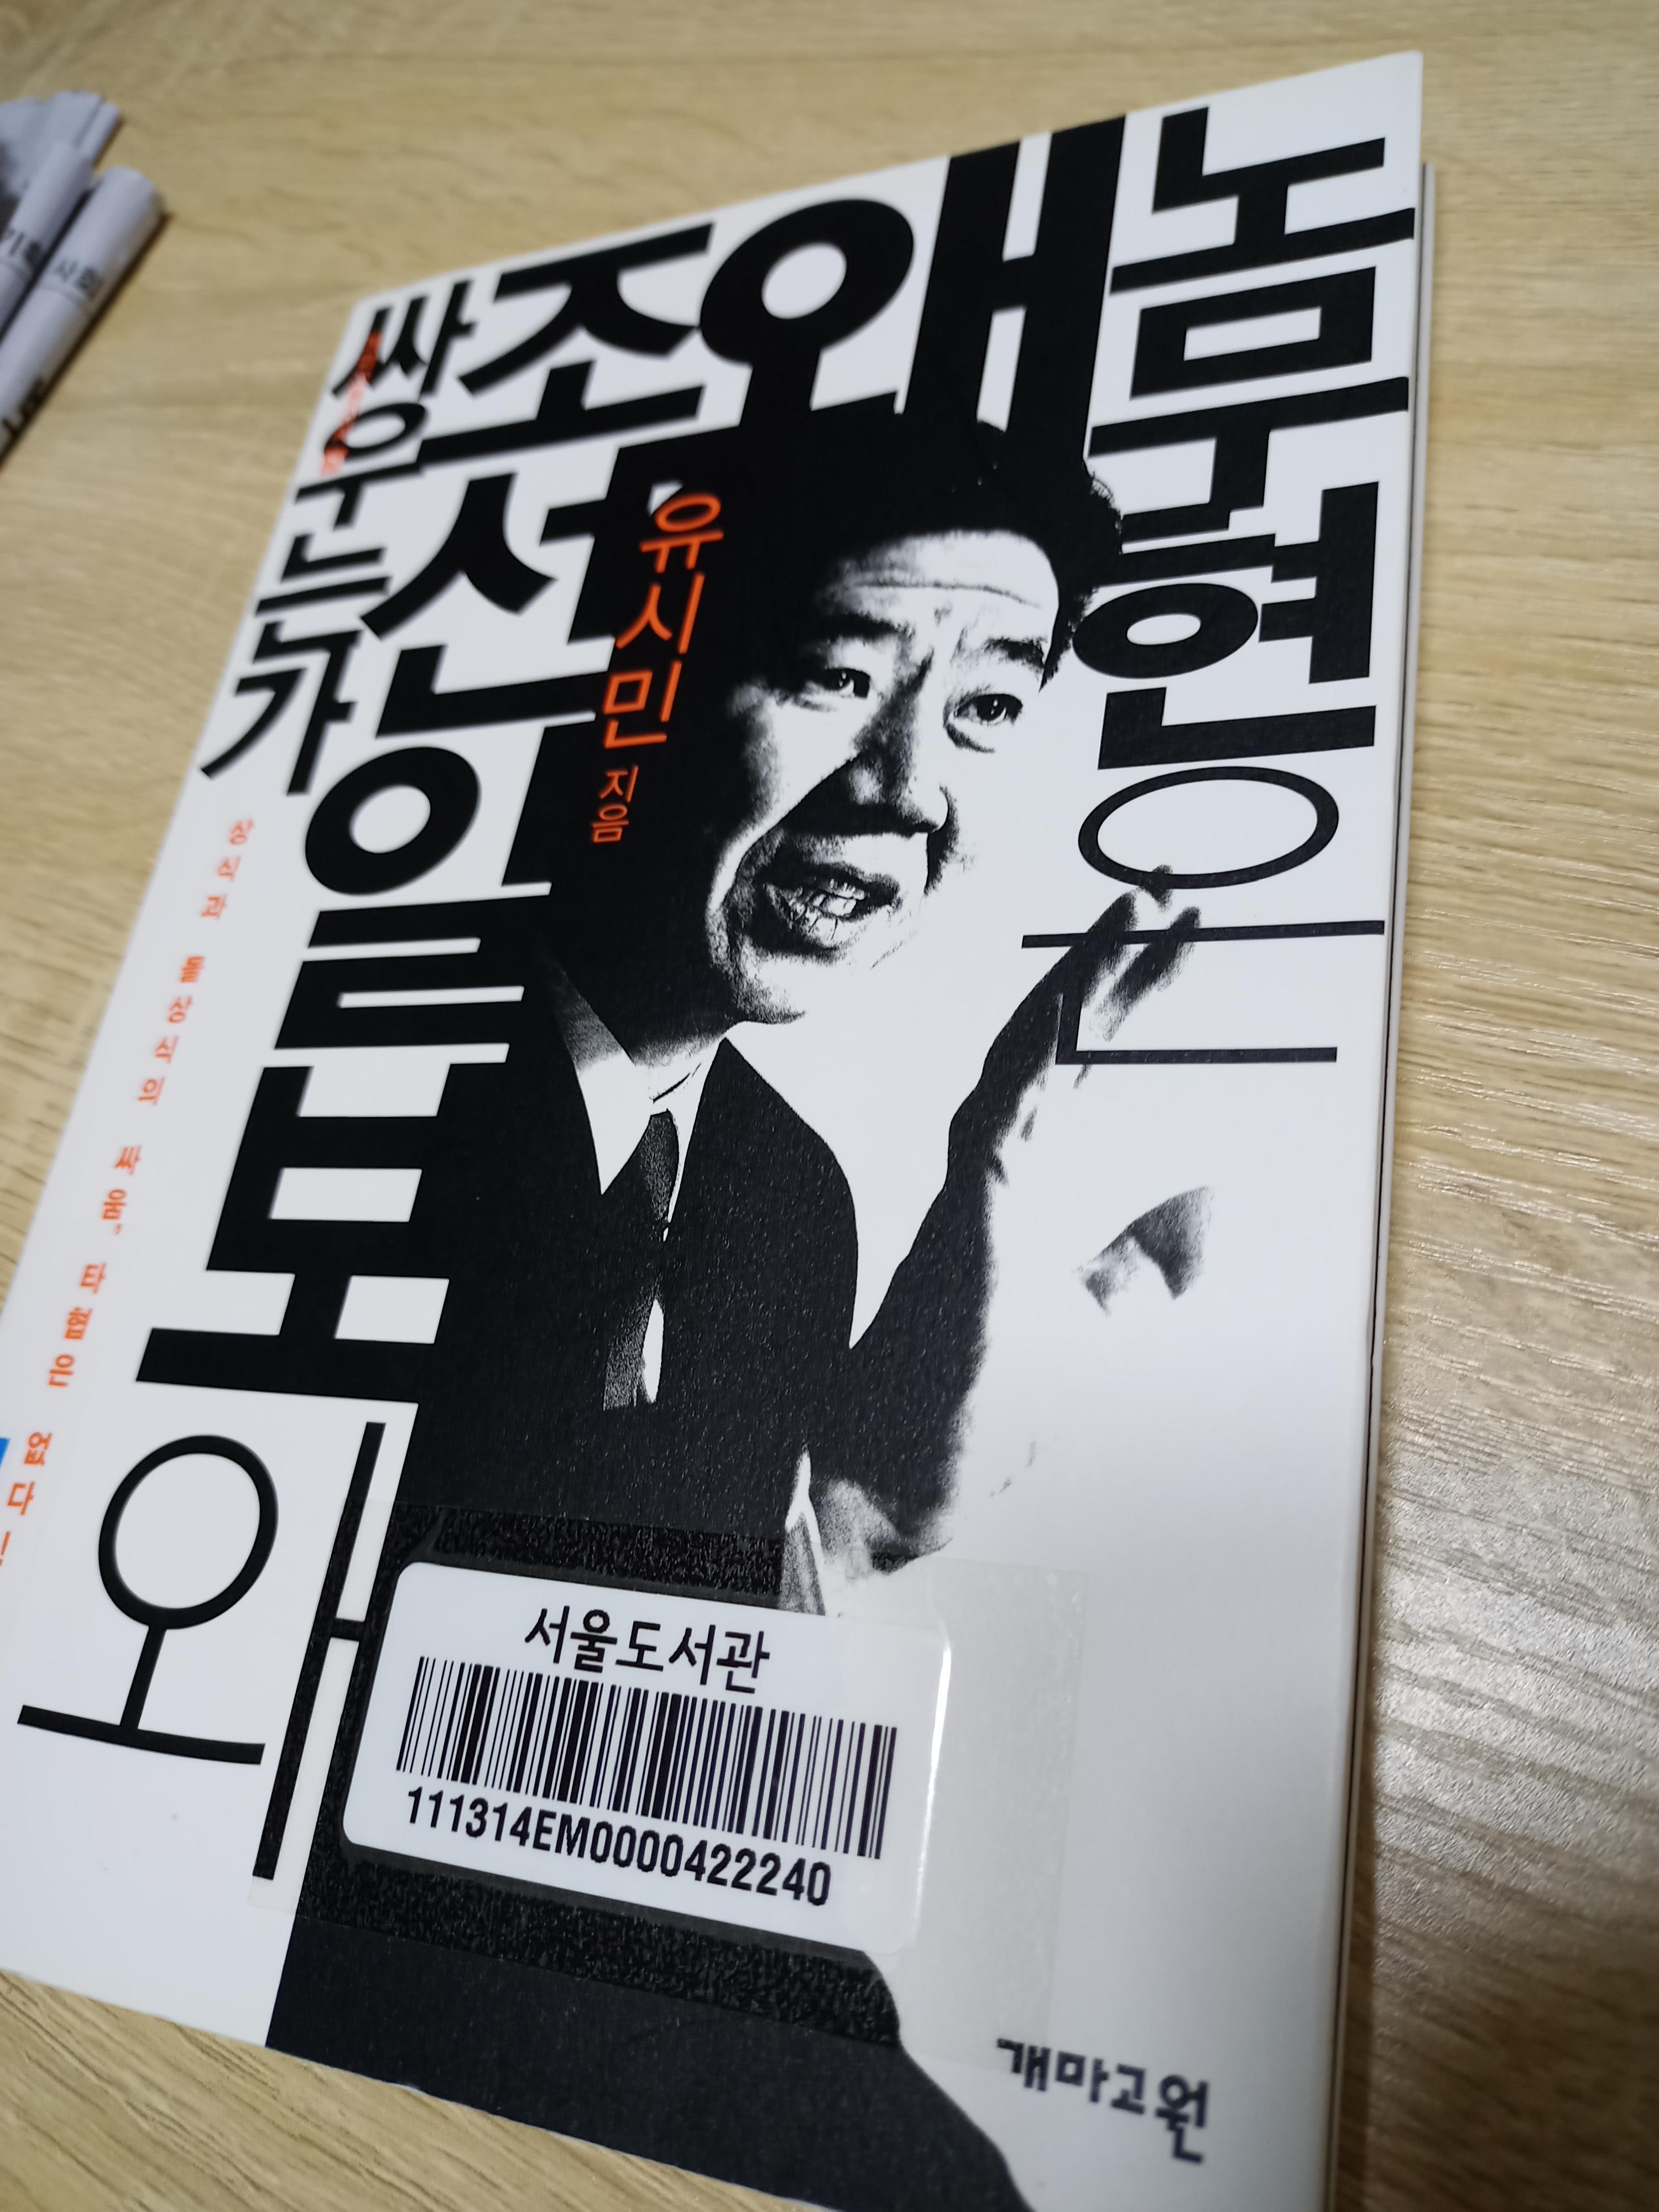 노무현은
왜
조선일보와
싸우는가
유시민 지음
상식과 몰상식의 싸움, 타협은 없다!
서울도서관
111314EM0000422240
개마고원
사회